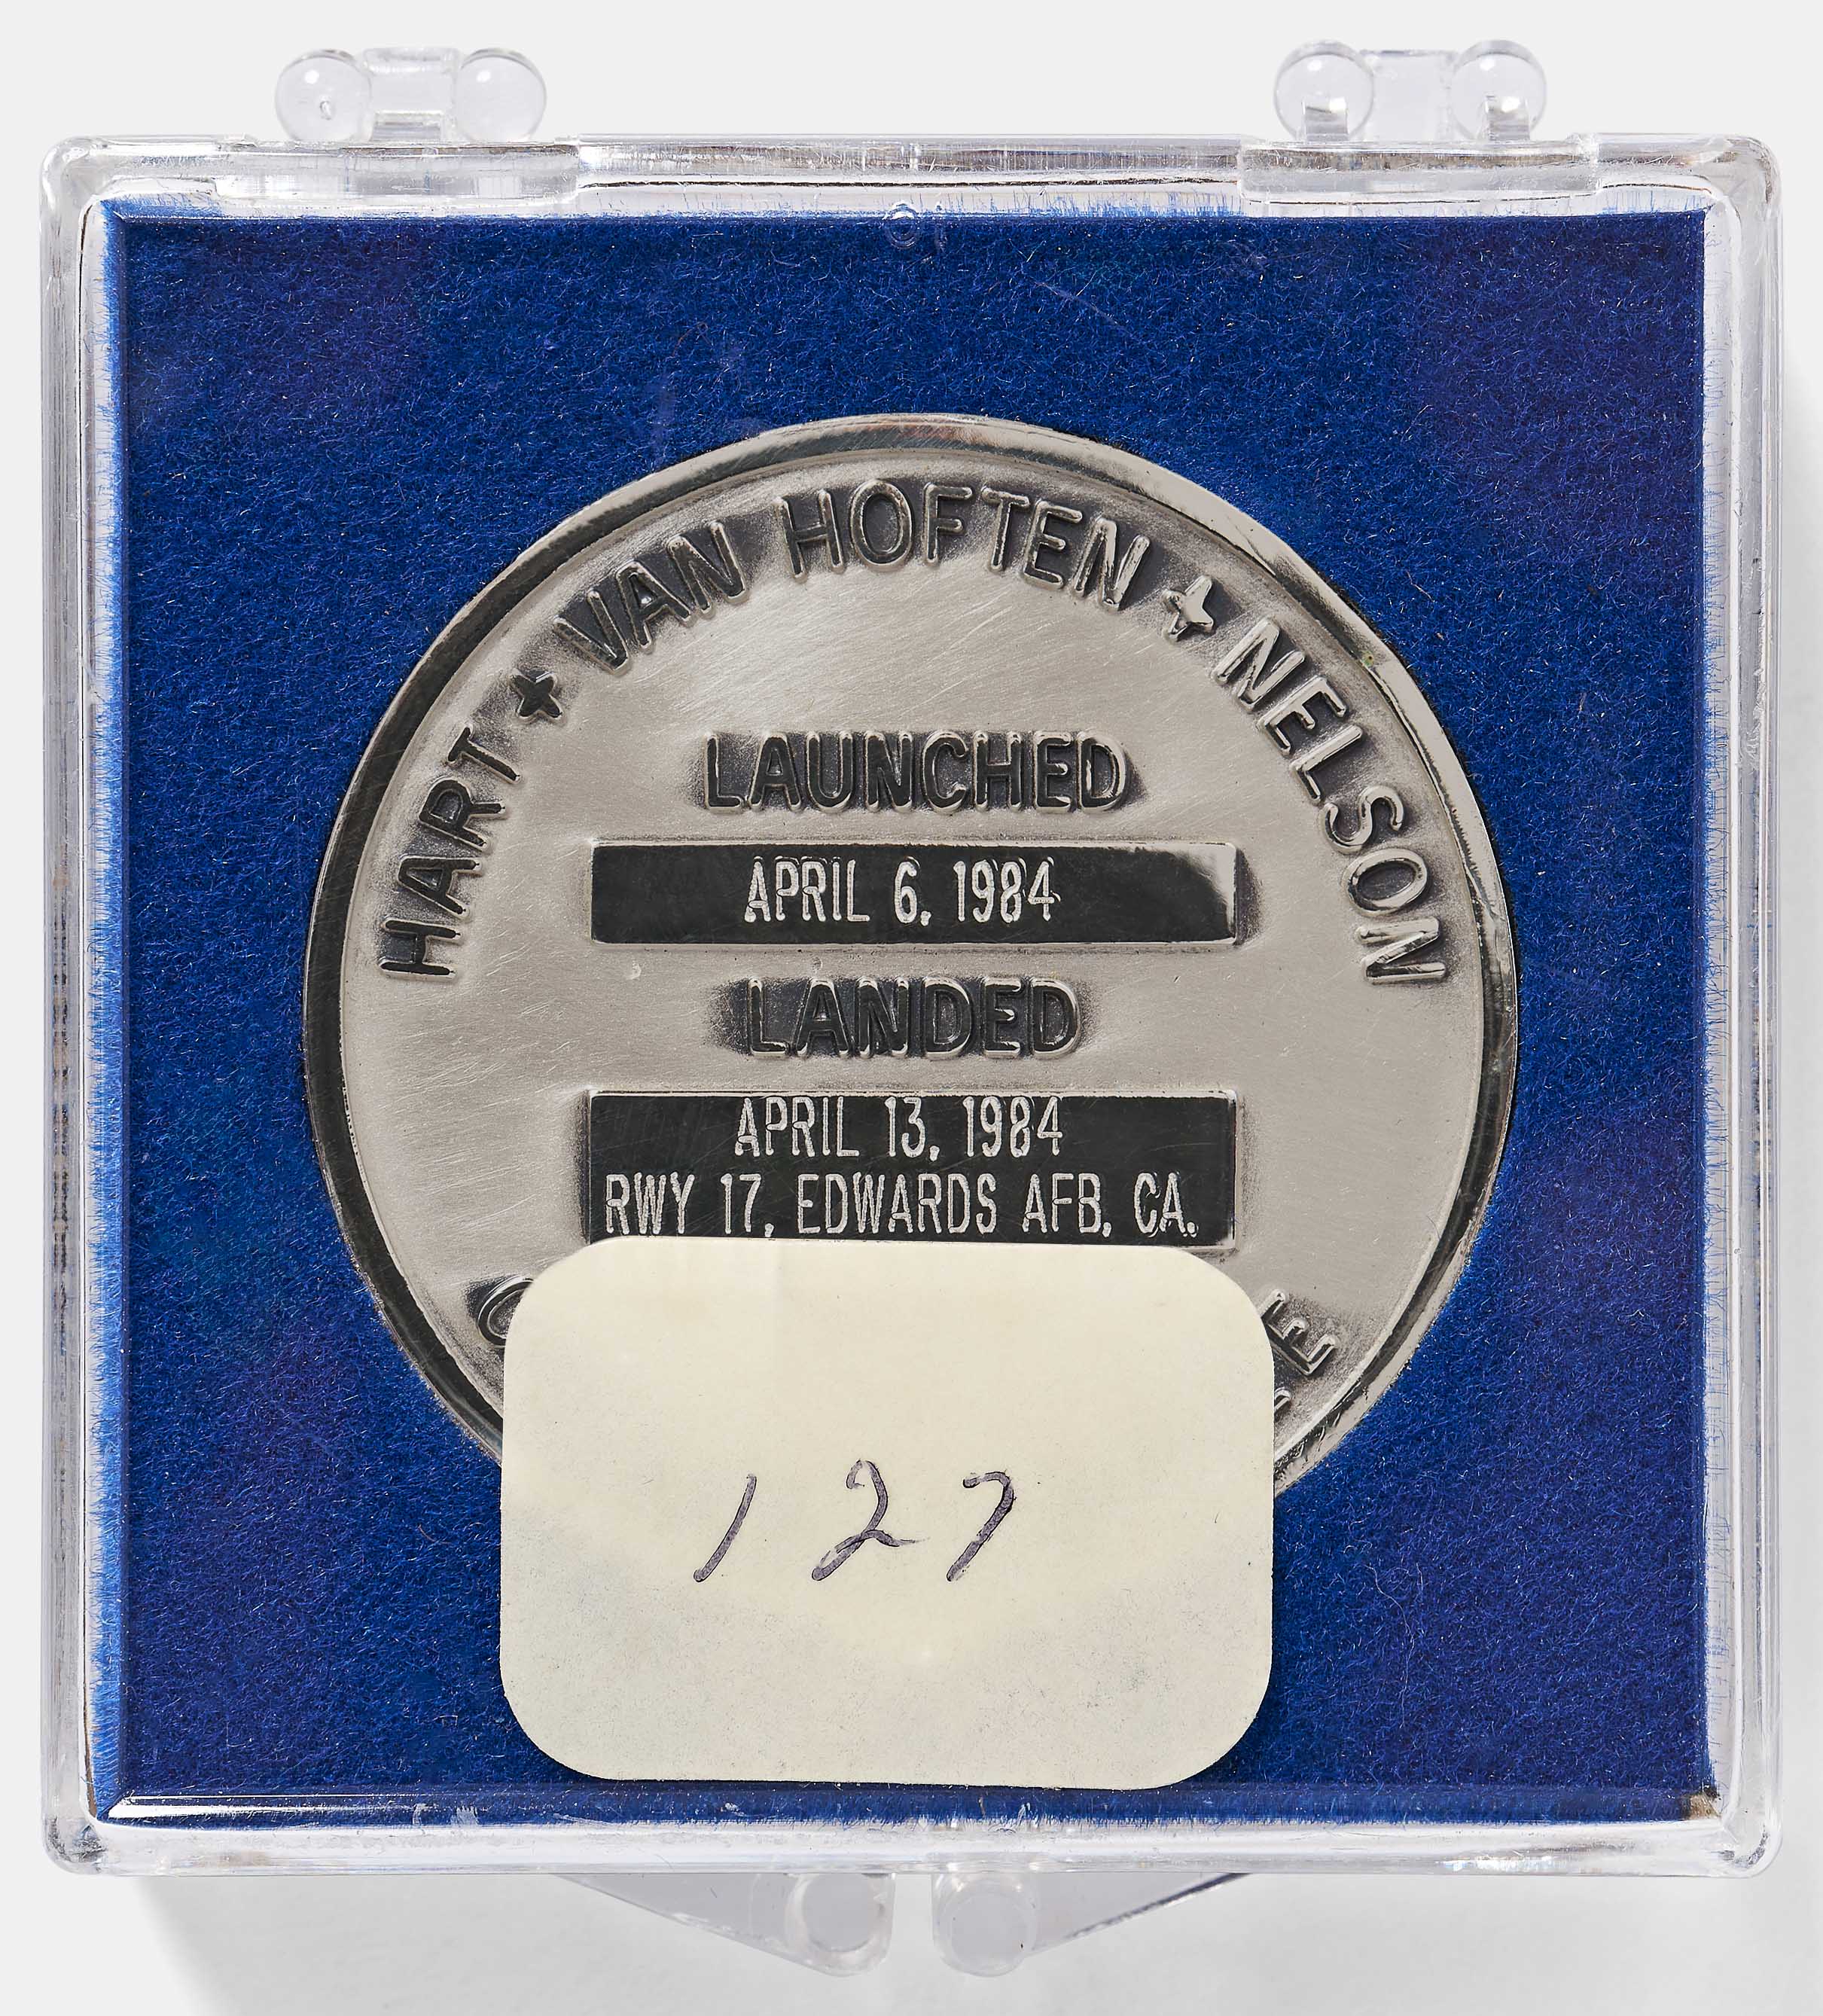 HART ✦ VAN HOFTEN ✦ NELSON
LAUNCHED
APRIL 6, 1984
LANDED
APRIL 13, 1984
RWY 17, EDWARDS AFB, CA.
127